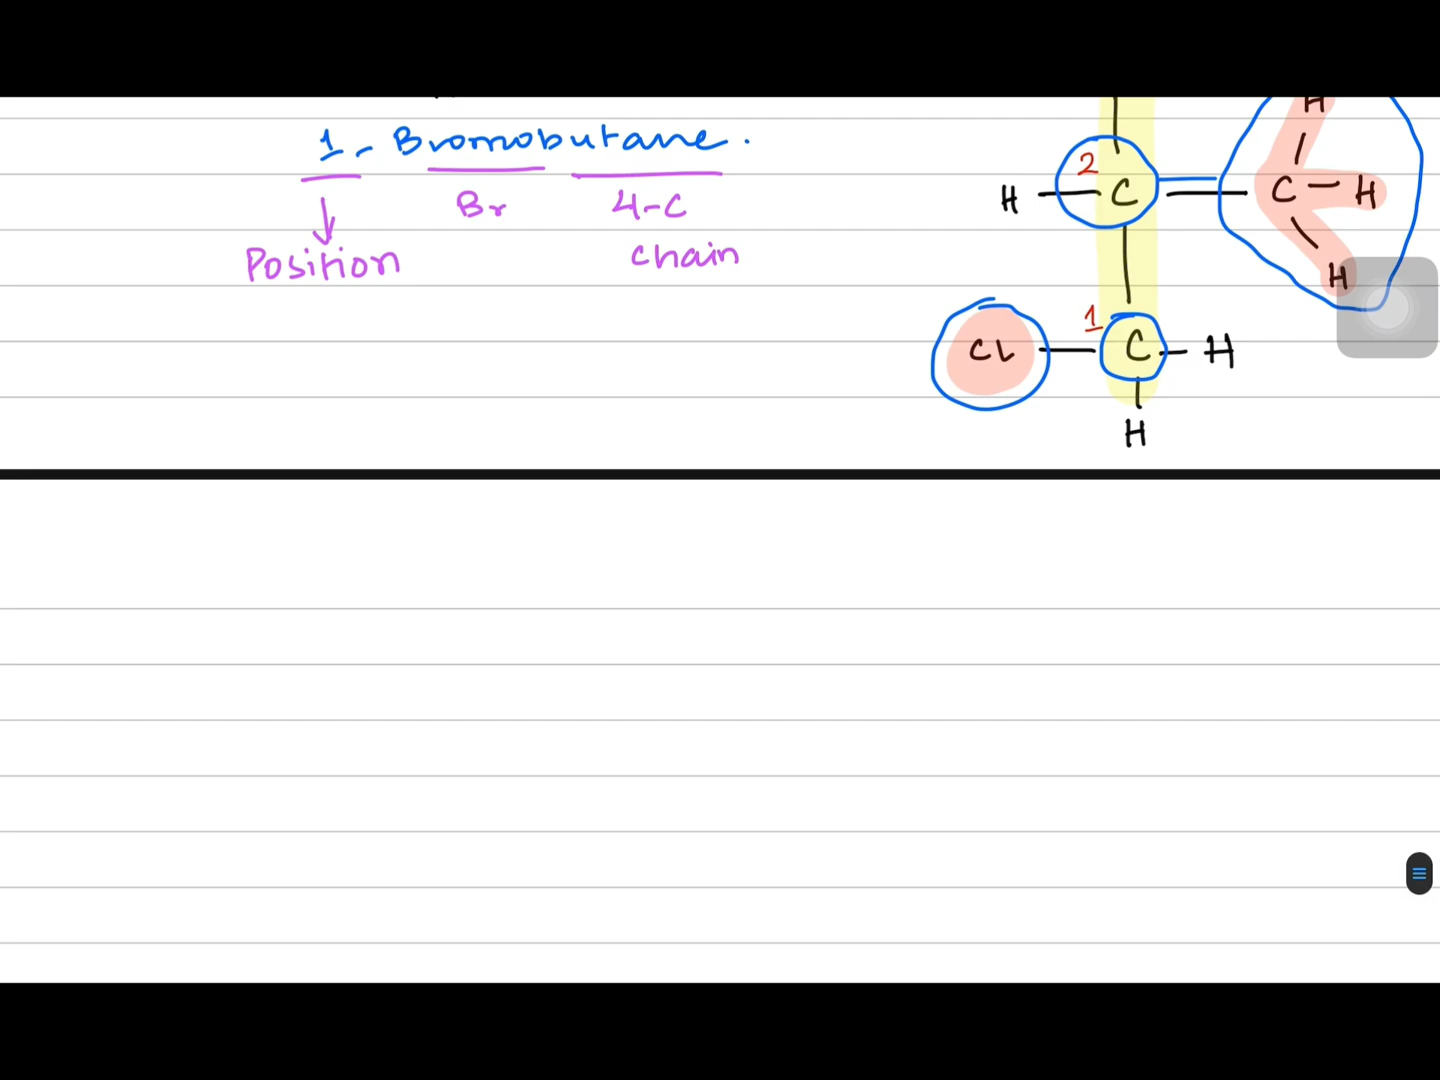 1 - Bromobutane.
Br 4-C
Position chain
H
2
H - C - C - H
H
1
CL - C - H
H